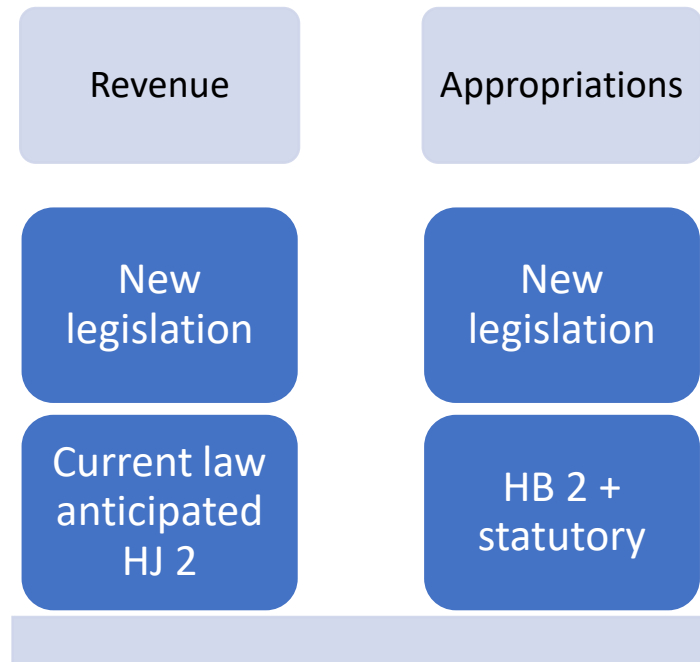 Revenue
Appropriations
New
legislation
New
legislation
Current law
anticipated
HJ 2
HB 2 +
statutory